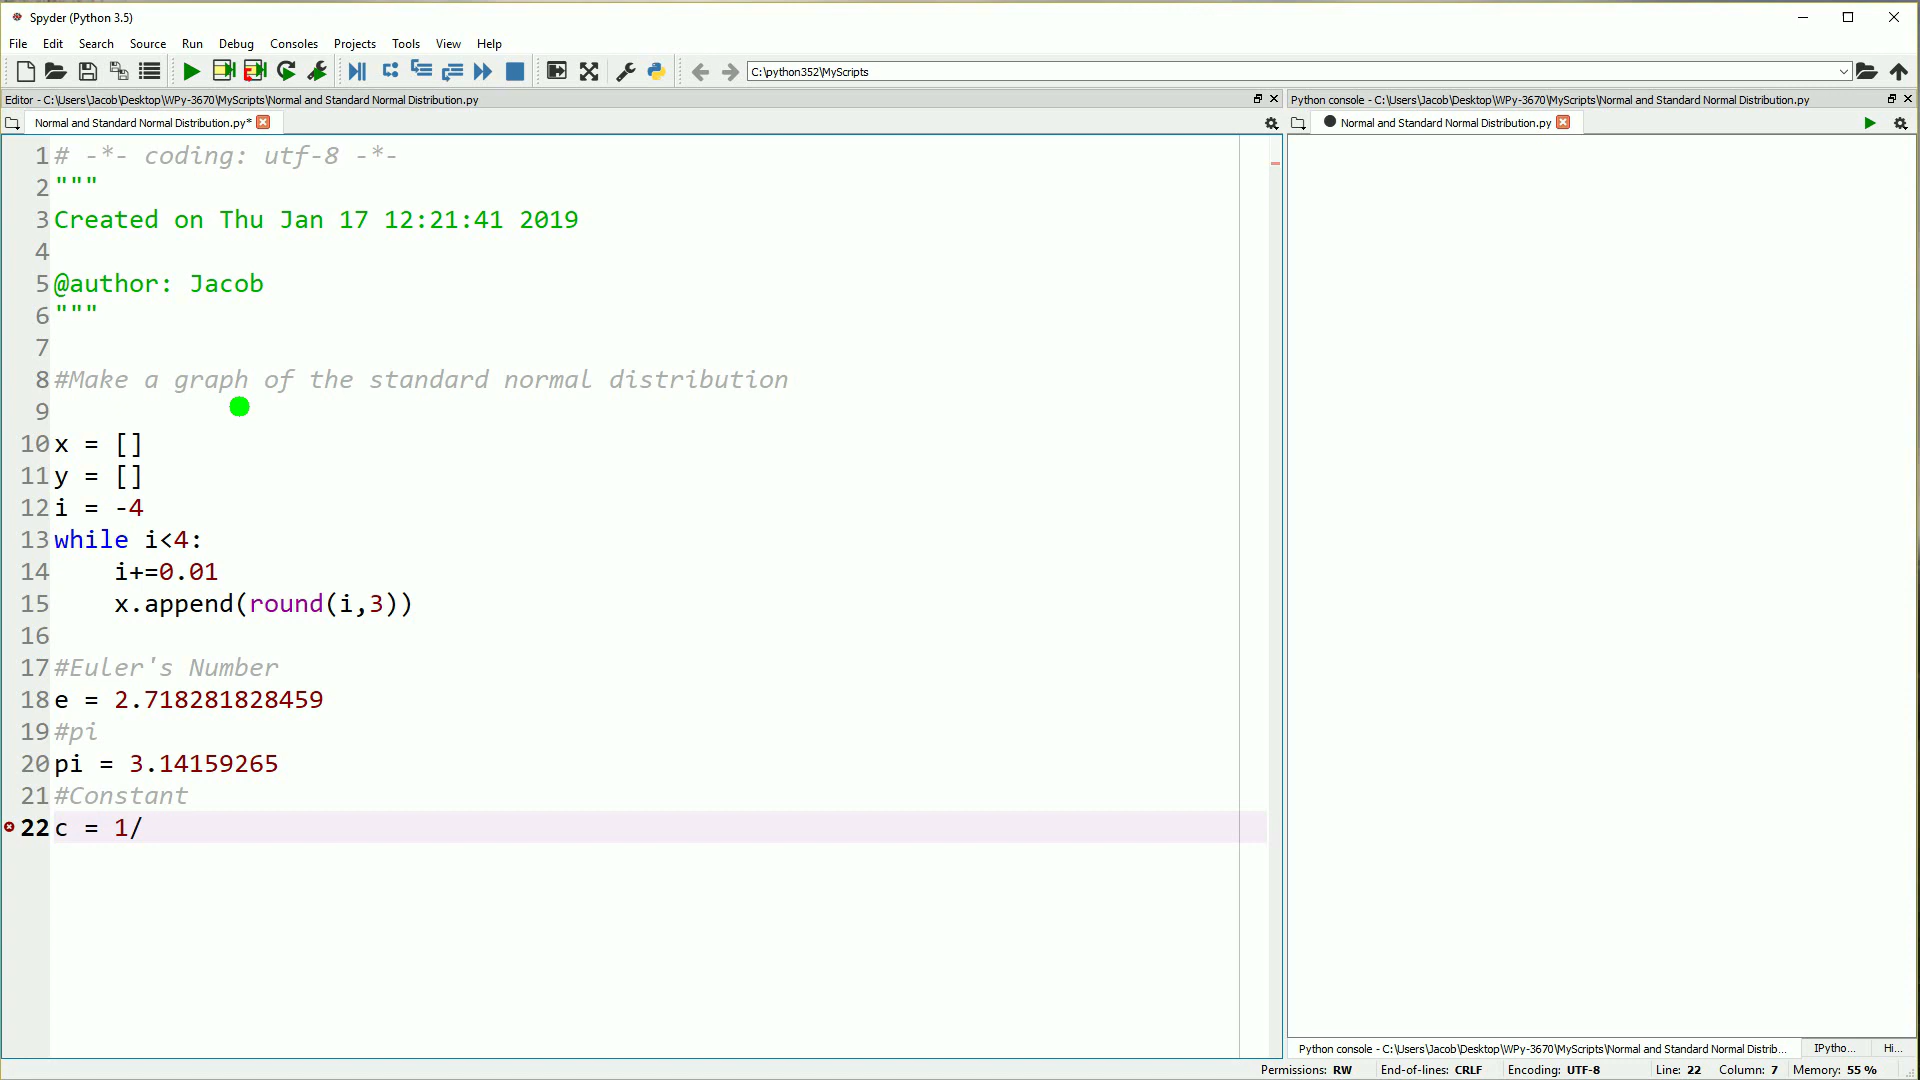 Spyder (Python 3.5)
File Edit Search Source Run Debug Consoles Projects Tools View Help
C:\python352\MyScripts
Editor - C:\Users\Jacob\Desktop\WPy-3670\MyScripts\Normal and Standard Normal Distribution.py
Python console - C:\Users\Jacob\Desktop\WPy-3670\MyScripts\Normal and Standard Normal Distribution.py
Normal and Standard Normal Distribution.py*
Normal and Standard Normal Distribution.py
1 # -*- coding: utf-8 -*-
2 """
3 Created on Thu Jan 17 12:21:41 2019
4
5 @author: Jacob
6 """
7
8 #Make a graph of the standard normal distribution
9
10 x = []
11 y = []
12 i = -4
13 while i<4:
14     i+=0.01
15     x.append(round(i,3))
16
17 #Euler's Number
18 e = 2.718281828459
19 #pi
20 pi = 3.14159265
21 #Constant
22 c = 1/
Python console - C:\Users\Jacob\Desktop\WPy-3670\MyScripts\Normal and Standard Normal Distrib... IPytho... Hi...
Permissions: RW End-of-lines: CRLF Encoding: UTF-8 Line: 22 Column: 7 Memory: 55 %